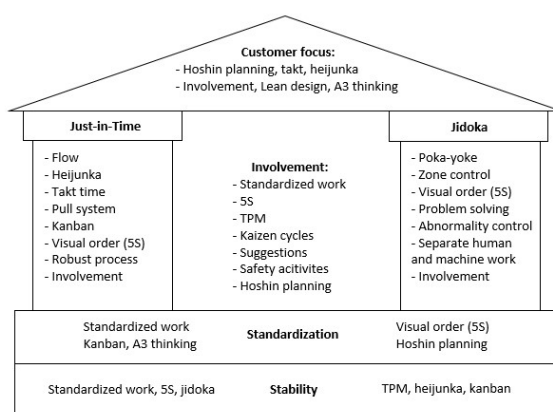 Customer focus:
- Hoshin planning, takt, heijunka
- Involvement, Lean design, A3 thinking
Just-in-Time
- Flow
- Heijunka
- Takt time
- Pull system
- Kanban
- Visual order (5S)
- Robust process
- Involvement
Involvement:
- Standardized work
- 5S
- TPM
- Kaizen cycles
- Suggestions
- Safety acitivites
- Hoshin planning
Jidoka
- Poka-yoke
- Zone control
- Visual order (5S)
- Problem solving
- Abnormality control
- Separate human
and machine work
- Involvement
Standardized work
Kanban, A3 thinking
Standardization
Visual order (5S)
Hoshin planning
Standardized work, 5S, jidoka
Stability
TPM, heijunka, kanban